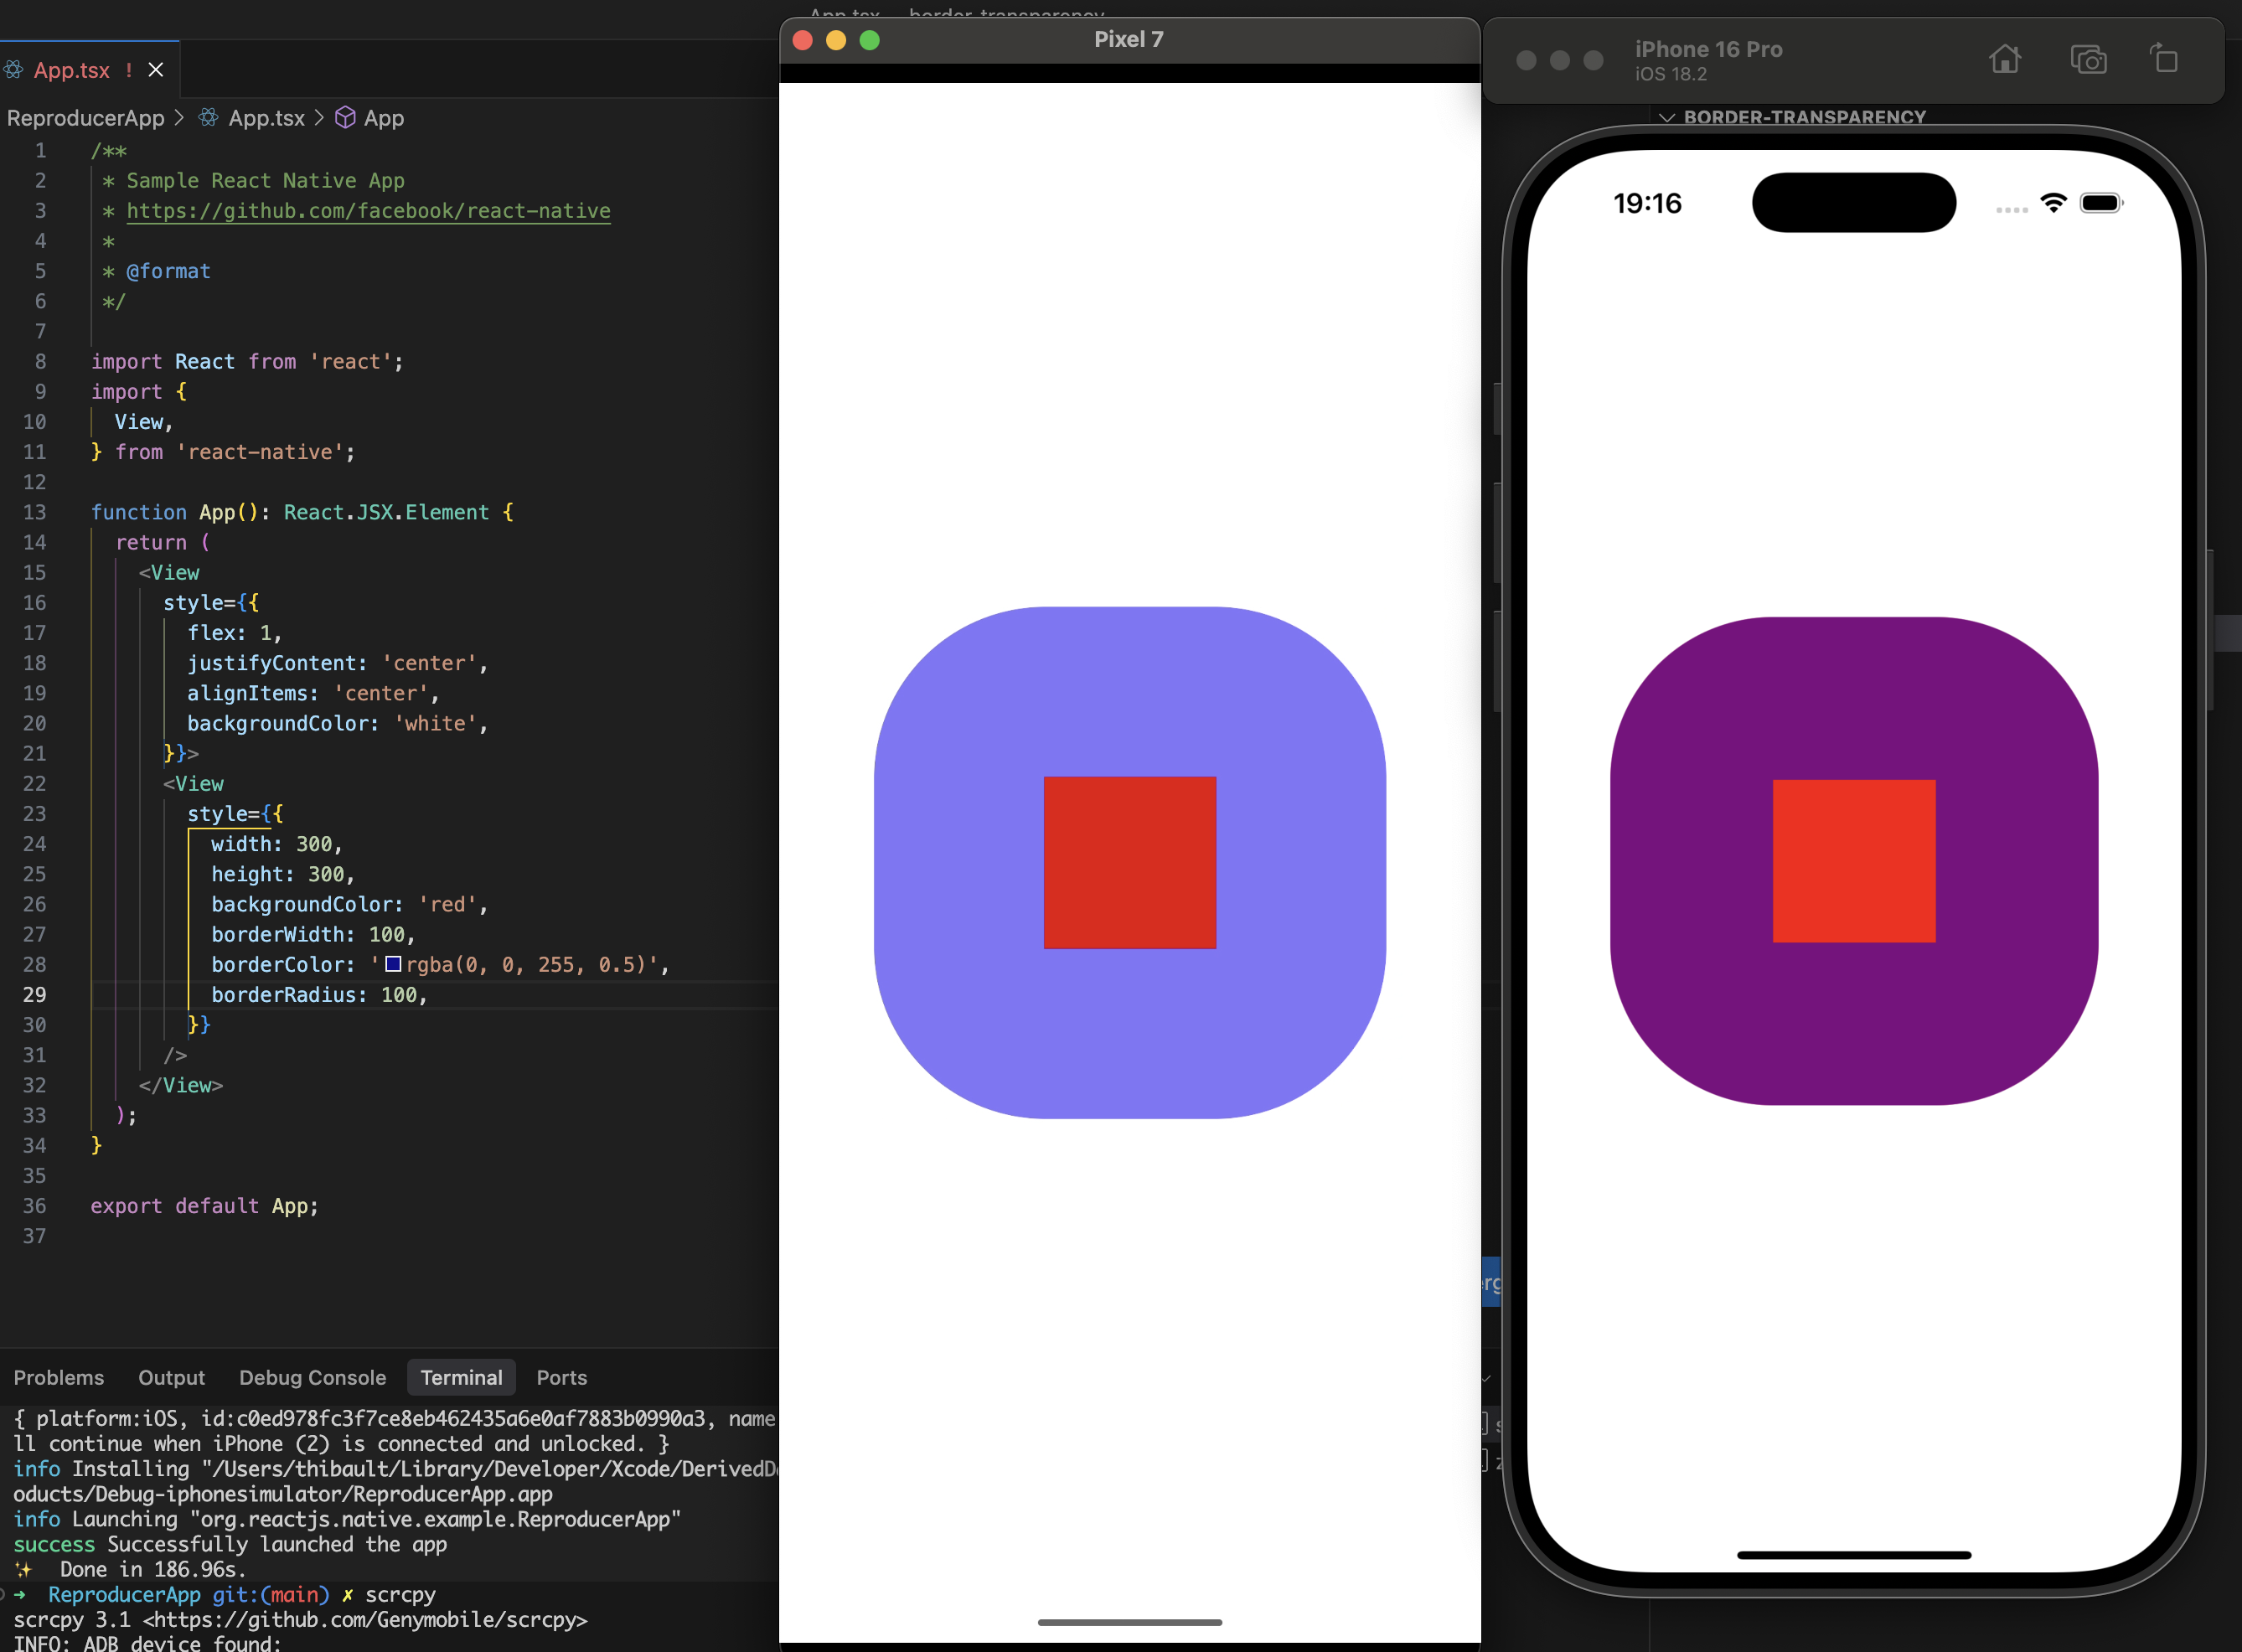 App.tsx — border-transparency
App.tsx !
ReproducerApp > App.tsx > App
1 /**
2 * Sample React Native App
3 * https://github.com/facebook/react-native
4 *
5 * @format
6 */
7
8 import React from 'react';
9 import {
10 View,
11 } from 'react-native';
12
13 function App(): React.JSX.Element {
14 return (
15 <View
16 style={{
17 flex: 1,
18 justifyContent: 'center',
19 alignItems: 'center',
20 backgroundColor: 'white',
21 }}>
22 <View
23 style={{
24 width: 300,
25 height: 300,
26 backgroundColor: 'red',
27 borderWidth: 100,
28 borderColor: 'rgba(0, 0, 255, 0.5)',
29 borderRadius: 100,
30 }}
31 />
32 </View>
33 );
34 }
35
36 export default App;
37
Problems Output Debug Console Terminal Ports
{ platform:iOS, id:c0ed978fc3f7ce8eb462435a6e0af7883b0990a3, name
ll continue when iPhone (2) is connected and unlocked. }
info Installing "/Users/thibault/Library/Developer/Xcode/DerivedD
oducts/Debug-iphonesimulator/ReproducerApp.app
info Launching "org.reactjs.native.example.ReproducerApp"
success Successfully launched the app
✨ Done in 186.96s.
→ ReproducerApp git:(main) ✗ scrcpy
scrcpy 3.1 <https://github.com/Genymobile/scrcpy>
INFO: ADB device found:
Pixel 7
iPhone 16 Pro
iOS 18.2
BORDER-TRANSPARENCY
19:16